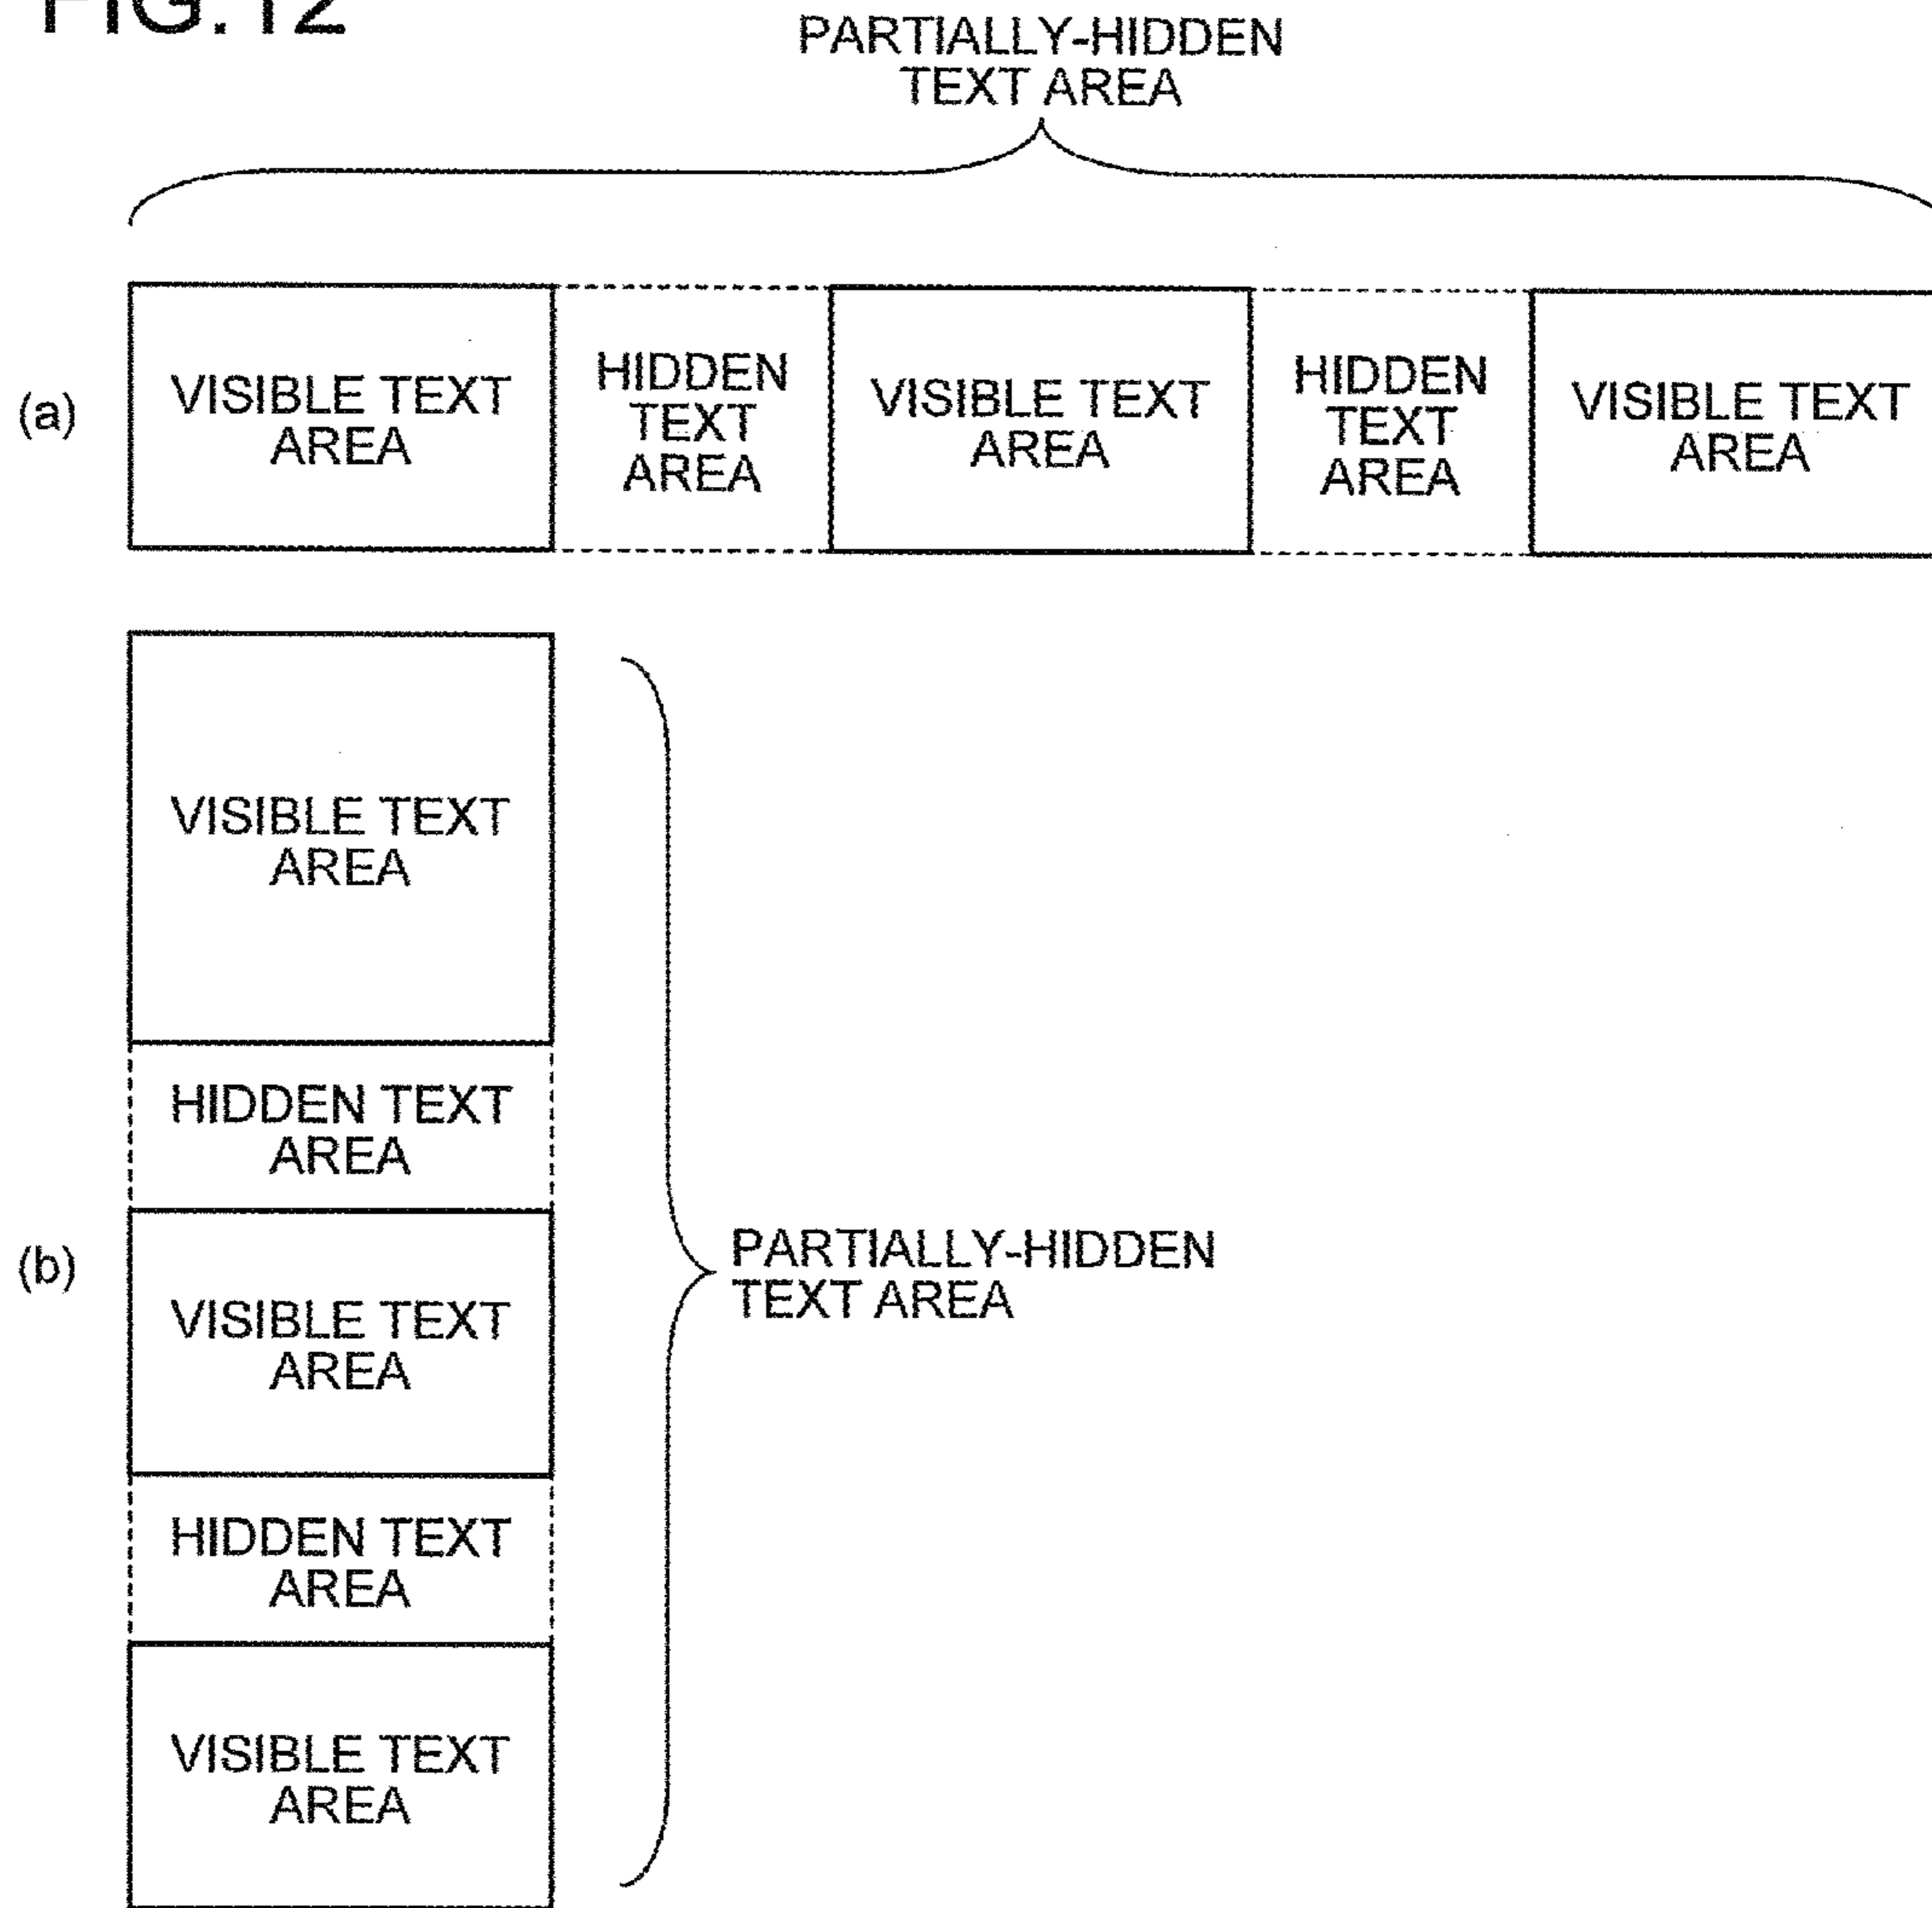 FIG.12
PARTIALLY-HIDDEN
TEXT AREA
(a)
VISIBLE TEXT
AREA
HIDDEN
TEXT
AREA
VISIBLE TEXT
AREA
HIDDEN
TEXT
AREA
VISIBLE TEXT
AREA
VISIBLE TEXT
AREA
HIDDEN TEXT
AREA
(b)
VISIBLE TEXT
AREA
PARTIALLY-HIDDEN
TEXT AREA
HIDDEN TEXT
AREA
VISIBLE TEXT
AREA